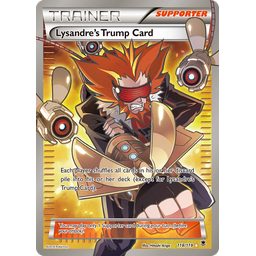 TRAINER
SUPPORTER
Lysandre's Trump Card
Each player shuffles all cards in his or her discard
pile into his or her deck (except for Lysandre's
Trump Card).
You may play only 1 Supporter card during your turn (before
your attack).
118/119